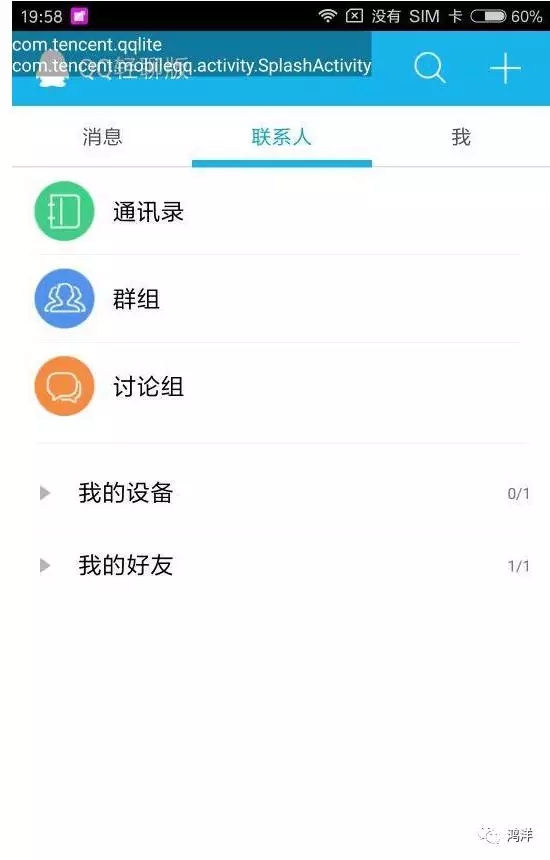 19:58 没有 SIM 卡 60%
com.tencent.qqlite
com.tencent.mobileqq.activity.SplashActivity
QQ轻聊版
消息 联系人 我
通讯录
群组
讨论组
我的设备 0/1
我的好友 1/1
鸿洋